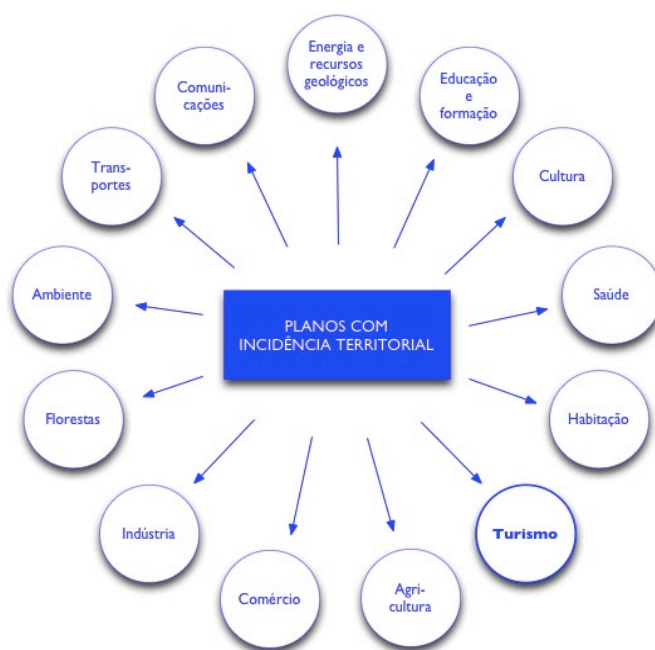 Energia e
recursos
geológicos
Educação
e
formação
Cultura
Saúde
Habitação
Turismo
Agri-
cultura
Comércio
Indústria
Florestas
Ambiente
Trans-
portes
Comuni-
cações
PLANOS COM
INCIDÊNCIA TERRITORIAL